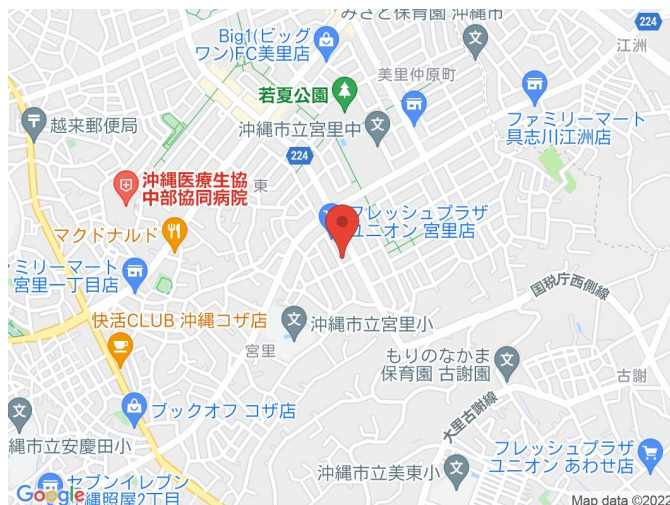 みさと保育園 沖縄市
224
江洲
Big1(ビッグ
ワン)FC美里店
美里仲原町
若夏公園
ファミリーマート
具志川江洲店
越来郵便局
沖縄市立宮里中
224
東
沖縄医療生協
中部協同病院
フレッシュプラザ
ユニオン 宮里店
マクドナルド
ァミリーマート
宮里一丁目店
国税庁西側線
快活CLUB 沖縄コザ店
沖縄市立宮里小
宮里
もりのなかま
保育園 古謝園
古謝
ブックオフ コザ店
大里古謝線
沖縄市立安慶田小
フレッシュプラザ
ユニオン あわせ店
沖縄市立美東小
セブンイレブン
沖縄照屋2丁目
Google
Map data ©2022